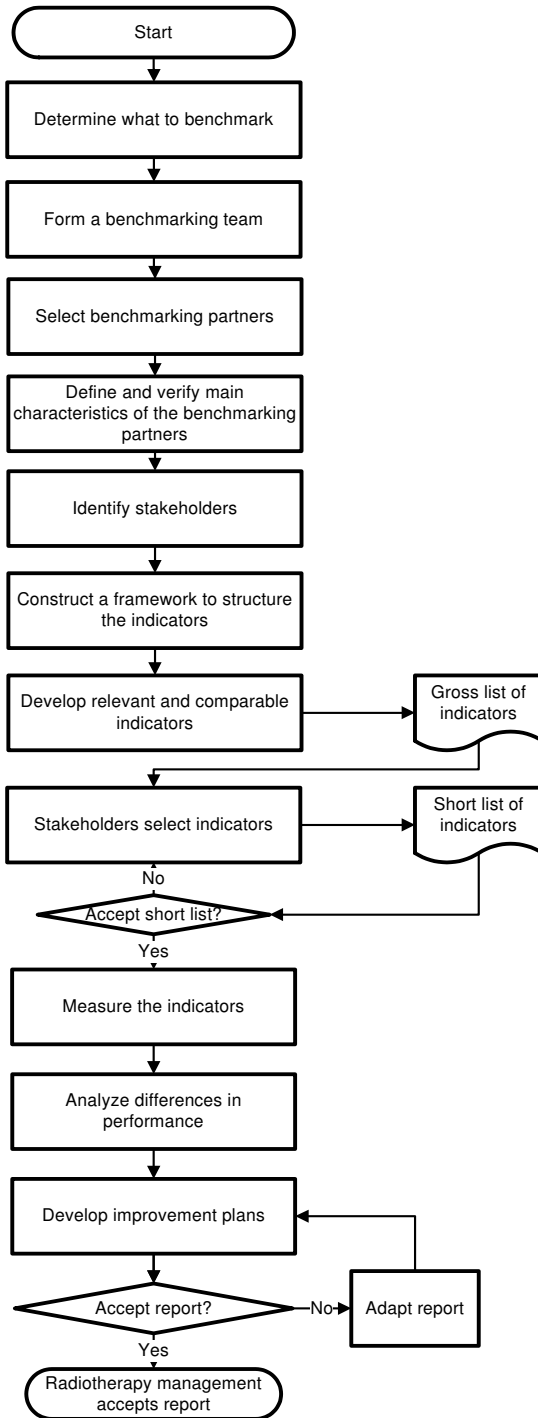 Start
Determine what to benchmark
Form a benchmarking team
Select benchmarking partners
Define and verify main
characteristics of the benchmarking
partners
Identify stakeholders
Construct a framework to structure
the indicators
Develop relevant and comparable
indicators
Gross list of
indicators
Stakeholders select indicators
Short list of
indicators
No
Accept short list?
Yes
Measure the indicators
Analyze differences in
performance
Develop improvement plans
Accept report?
No
Adapt report
Yes
Radiotherapy management
accepts report